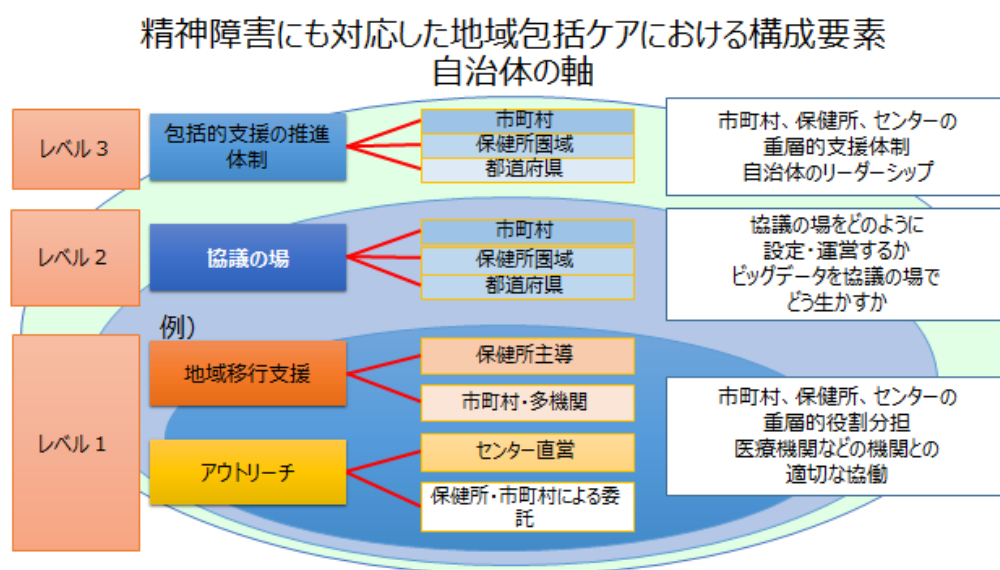 精神障害にも対応した地域包括ケアにおける構成要素
自治体の軸
レベル3
包括的支援の推進
体制
市町村
保健所圏域
都道府県
市町村、保健所、センターの
重層的支援体制
自治体のリーダーシップ
レベル2
協議の場
市町村
保健所圏域
都道府県
協議の場をどのように
設定・運営するか
ビッグデータを協議の場で
どう生かすか
例）
レベル1
地域移行支援
保健所主導
市町村・多機関
アウトリーチ
センター直営
保健所・市町村による委
託
市町村、保健所、センターの
重層的役割分担
医療機関などの機関との
適切な協働